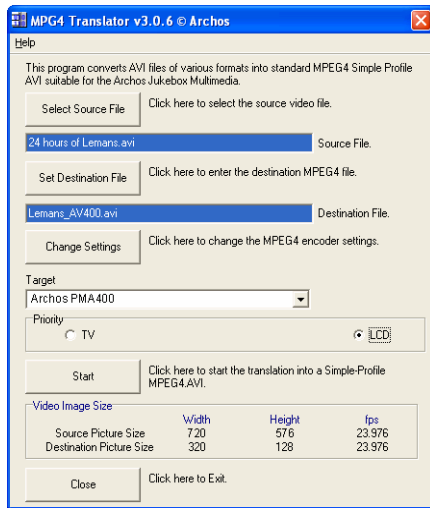 MPG4 Translator v3.0.6 © Archos
Help
This program converts AVI files of various formats into standard MPEG4 Simple Profile
AVI suitable for the Archos Jukebox Multimedia.
Select Source File
Click here to select the source video file.
24 hours of Lemans.avi
Source File.
Set Destination File
Click here to enter the destination MPEG4 file.
Lemans_AV400.avi
Destination File.
Change Settings
Click here to change the MPEG4 encoder settings.
Target
Archos PMA400
Priority
TV
LCD
Start
Click here to start the translation into a Simple-Profile
MPEG4.AVI.
Video Image Size
Width Height fps
Source Picture Size 720 576 23.976
Destination Picture Size 320 128 23.976
Close
Click here to Exit.